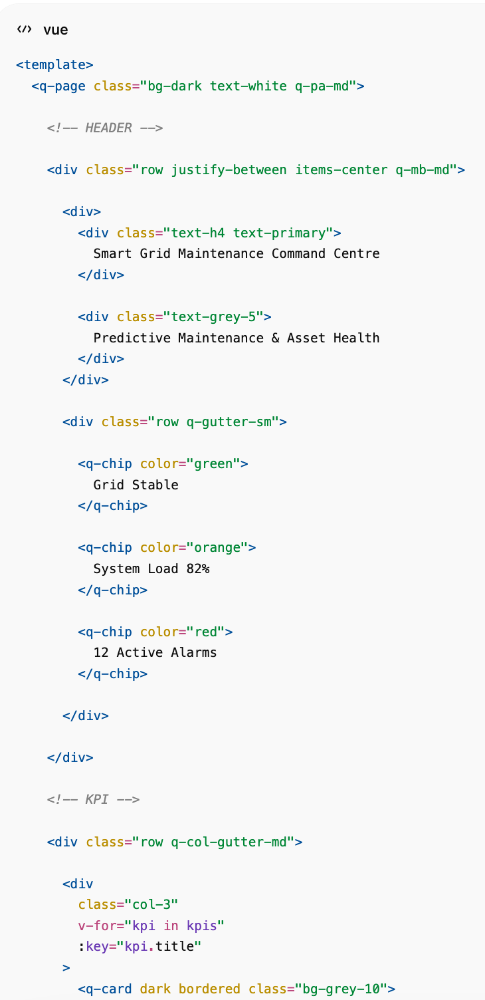 </> vue
<template>
<q-page class="bg-dark text-white q-pa-md">
<!-- HEADER -->
<div class="row justify-between items-center q-mb-md">
<div>
<div class="text-h4 text-primary">
Smart Grid Maintenance Command Centre
</div>
<div class="text-grey-5">
Predictive Maintenance & Asset Health
</div>
</div>
<div class="row q-gutter-sm">
<q-chip color="green">
Grid Stable
</q-chip>
<q-chip color="orange">
System Load 82%
</q-chip>
<q-chip color="red">
12 Active Alarms
</q-chip>
</div>
</div>
<!-- KPI -->
<div class="row q-col-gutter-md">
<div
class="col-3"
v-for="kpi in kpis"
:key="kpi.title"
>
<q-card dark bordered class="bg-grey-10">